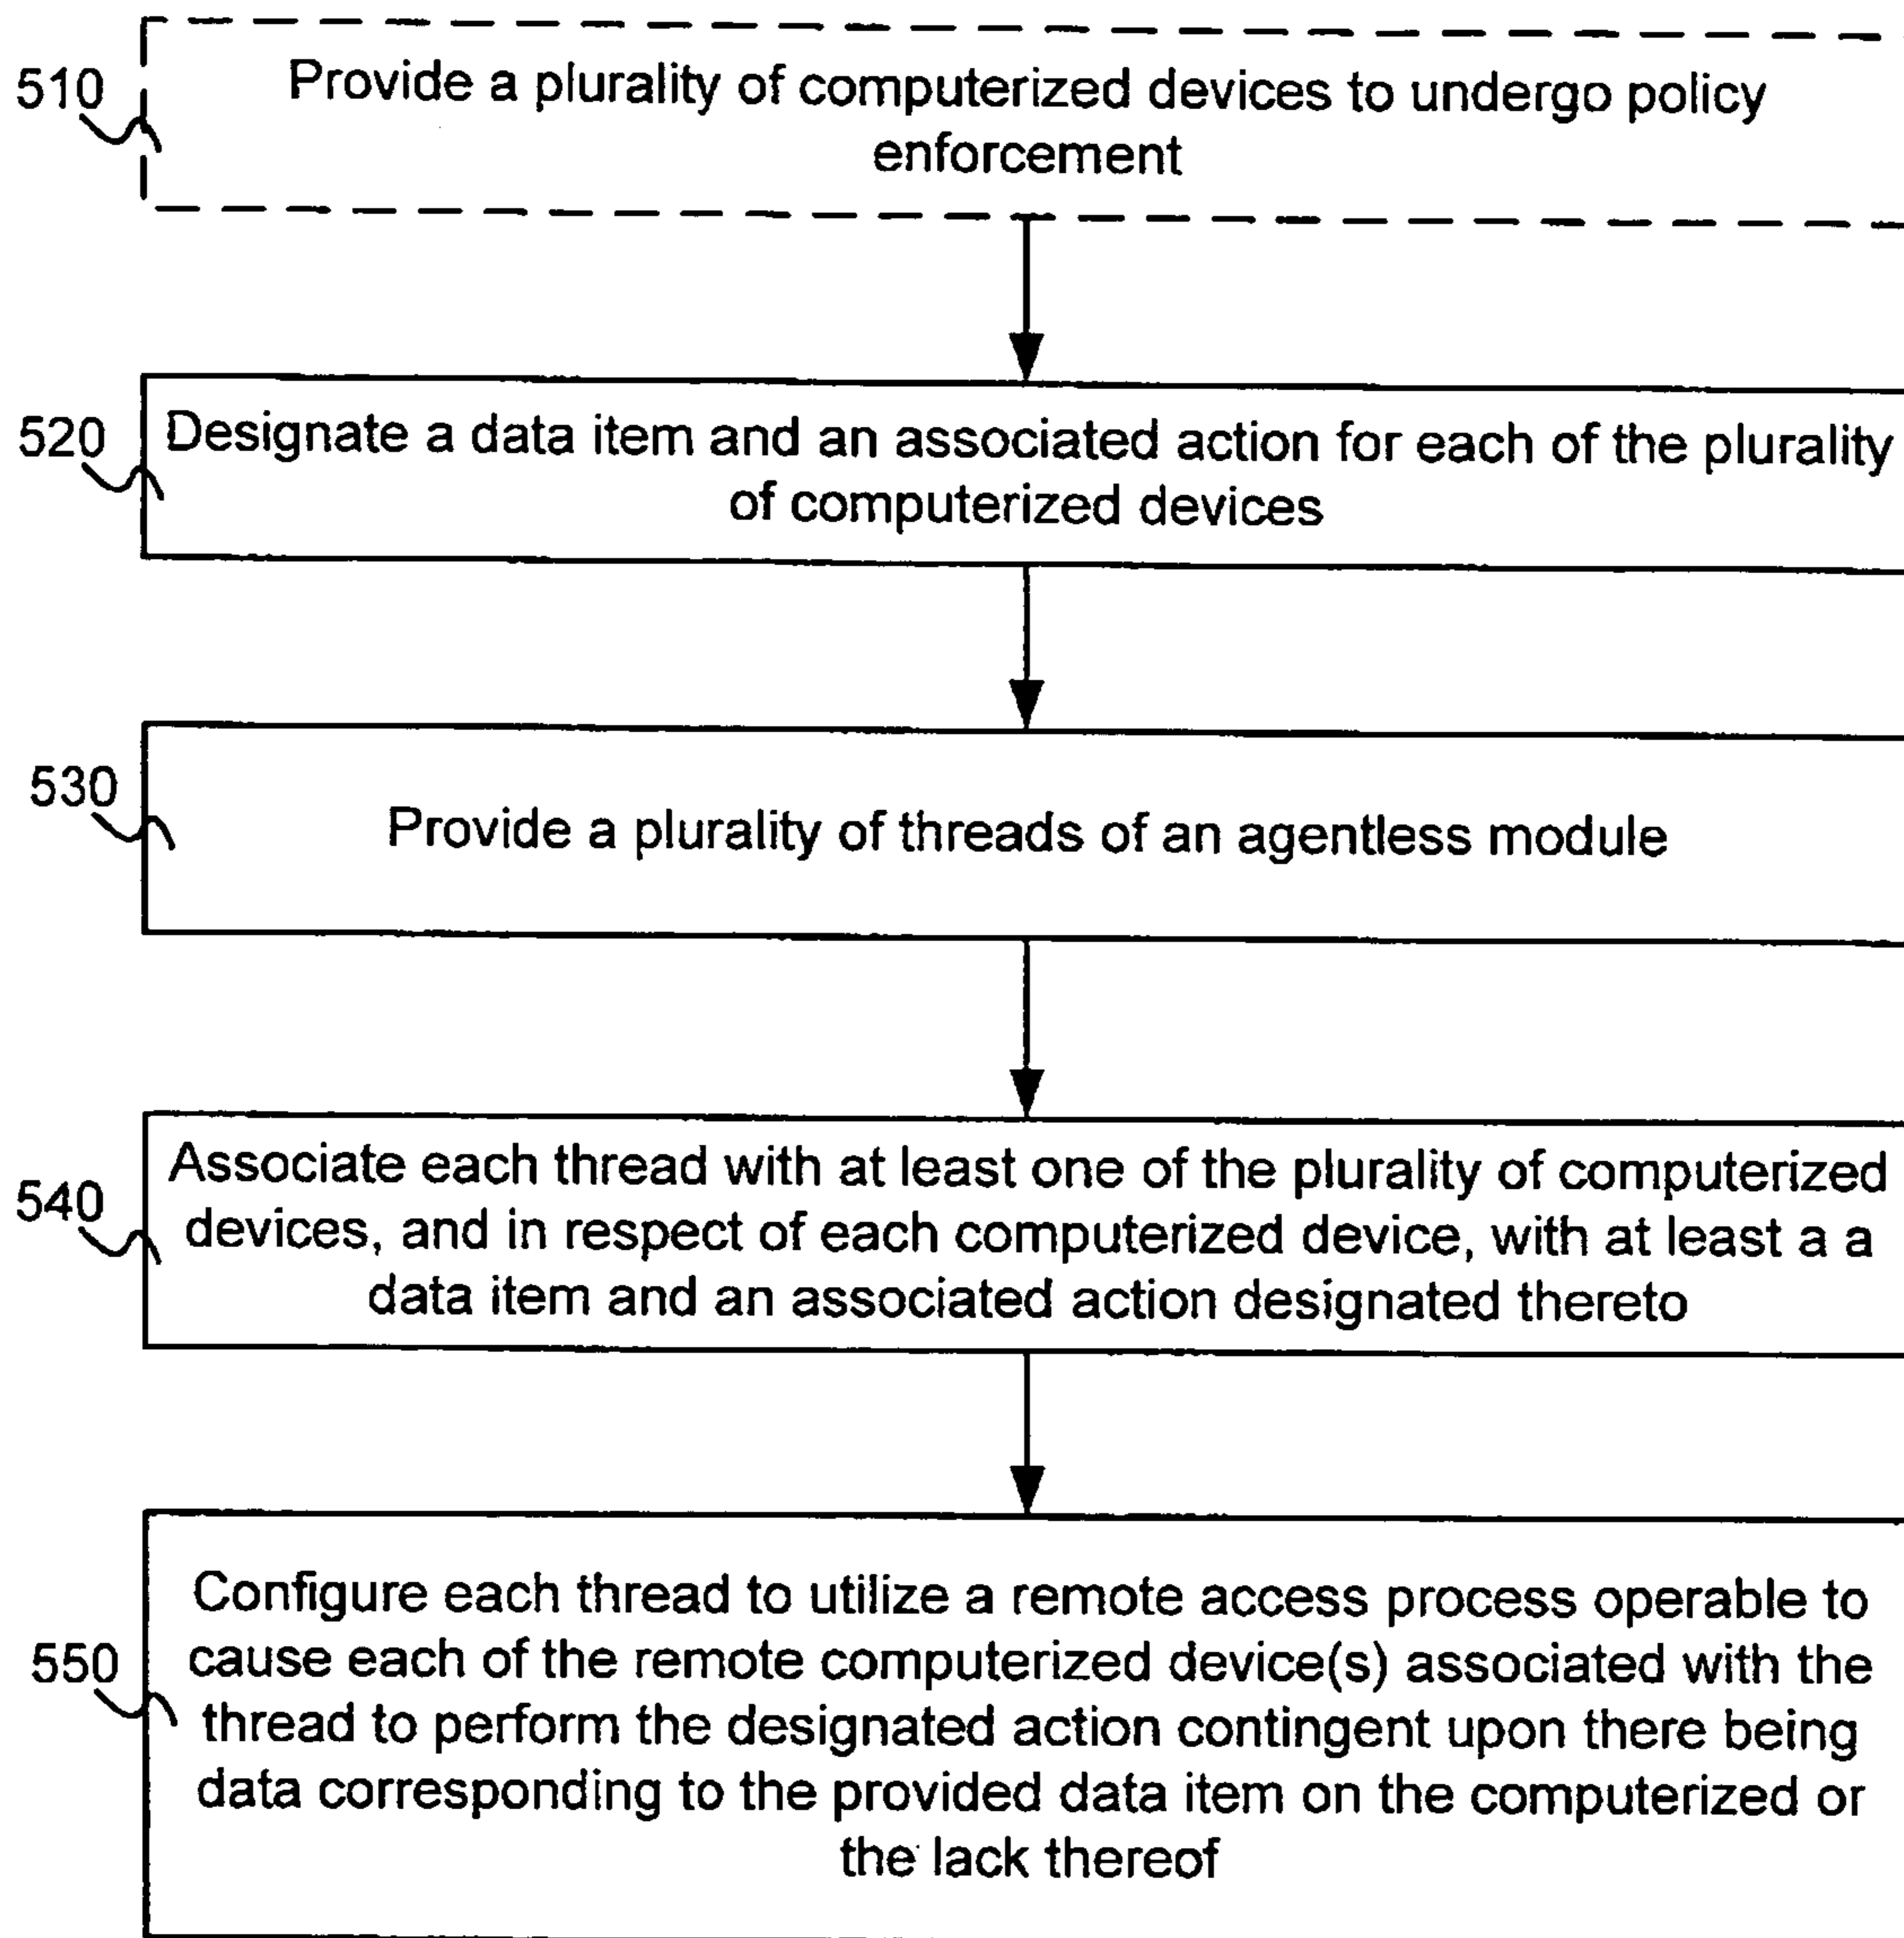 510
Provide a plurality of computerized devices to undergo policy
enforcement
520
Designate a data item and an associated action for each of the plurality
of computerized devices
530
Provide a plurality of threads of an agentless module
540
Associate each thread with at least one of the plurality of computerized
devices, and in respect of each computerized device, with at least a a
data item and an associated action designated thereto
550
Configure each thread to utilize a remote access process operable to
cause each of the remote computerized device(s) associated with the
thread to perform the designated action contingent upon there being
data corresponding to the provided data item on the computerized or
the lack thereof